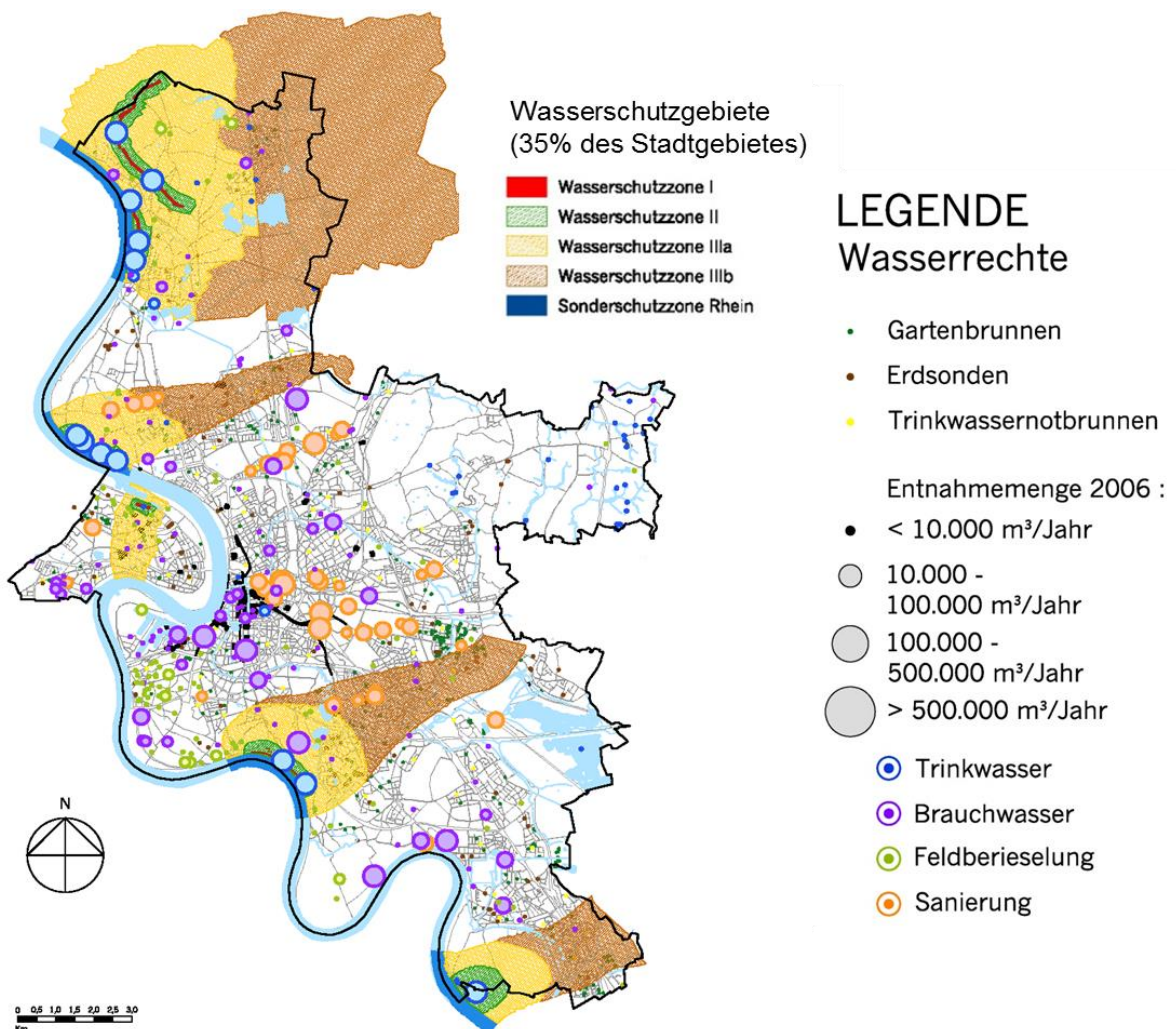 Wasserschutzgebiete
(35% des Stadtgebietes)
Wasserschutzzone I
Wasserschutzzone II
Wasserschutzzone IIIa
Wasserschutzzone IIIb
Sonderschutzzone Rhein
LEGENDE
Wasserrechte
Gartenbrunnen
Erdsonden
Trinkwassernotbrunnen
Entnahmemenge 2006 :
< 10.000 m³/Jahr
10.000 -
100.000 m³/Jahr
100.000 -
500.000 m³/Jahr
> 500.000 m³/Jahr
Trinkwasser
Brauchwasser
Feldberieselung
Sanierung
N
0 0,5 1,0 1,5 2,0 2,5 3,0
Km